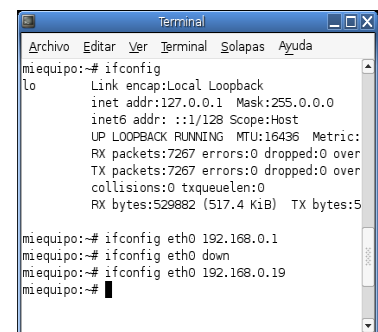 Terminal
Archivo Editar Ver Terminal Solapas Ayuda
miequipo:~# ifconfig
lo Link encap:Local Loopback
inet addr:127.0.0.1 Mask:255.0.0.0
inet6 addr: ::1/128 Scope:Host
UP LOOPBACK RUNNING MTU:16436 Metric:
RX packets:7267 errors:0 dropped:0 over
TX packets:7267 errors:0 dropped:0 over
collisions:0 txqueuelen:0
RX bytes:529882 (517.4 KiB) TX bytes:5
miequipo:~# ifconfig eth0 192.168.0.1
miequipo:~# ifconfig eth0 down
miequipo:~# ifconfig eth0 192.168.0.19
miequipo:~#